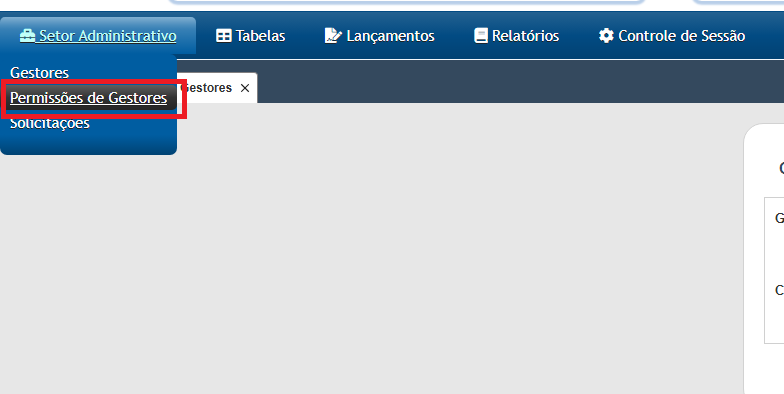 Setor Administrativo Tabelas Lançamentos Relatórios Controle de Sessão
Gestores
Gestores
Permissões de Gestores
Solicitações
G
C